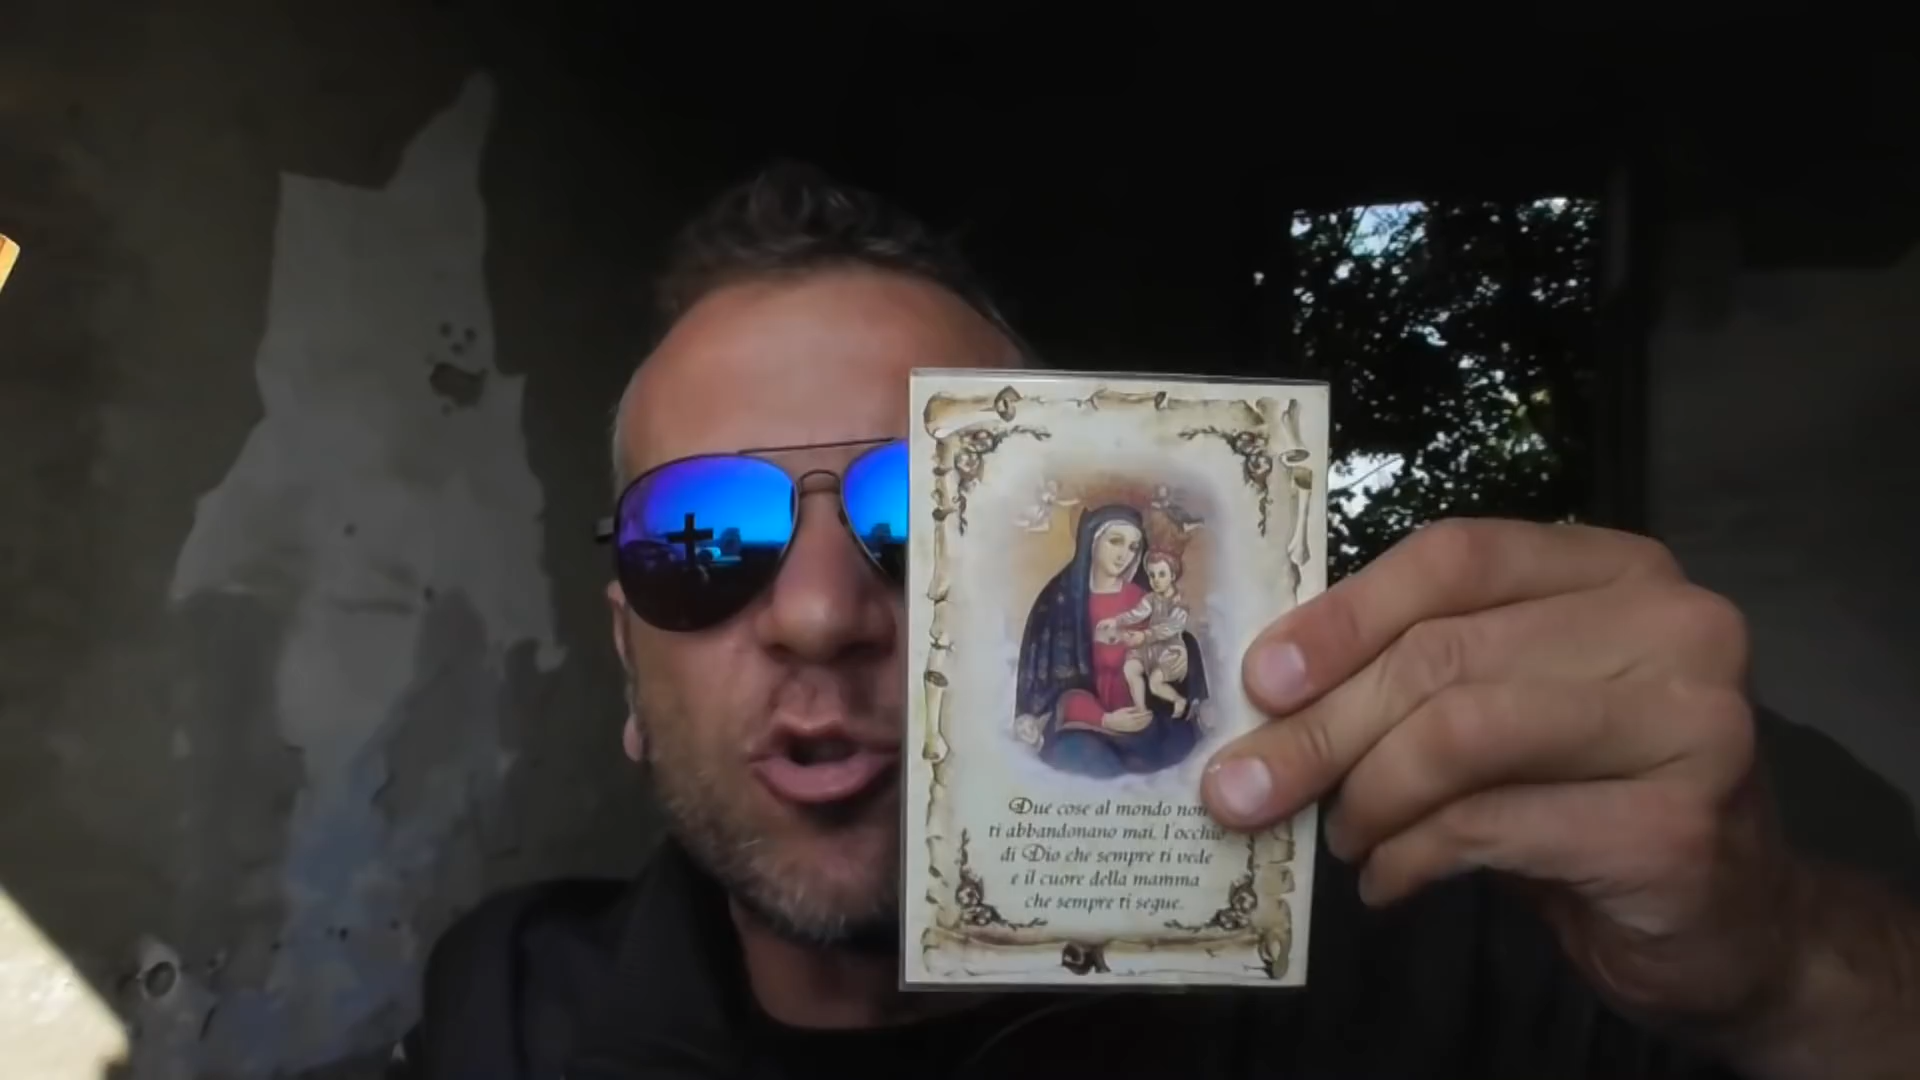 Due cose al mondo non
ti abbandonano mai, l'occhio
di Dio che sempre ti vede
e il cuore della mamma
che sempre ti segue.